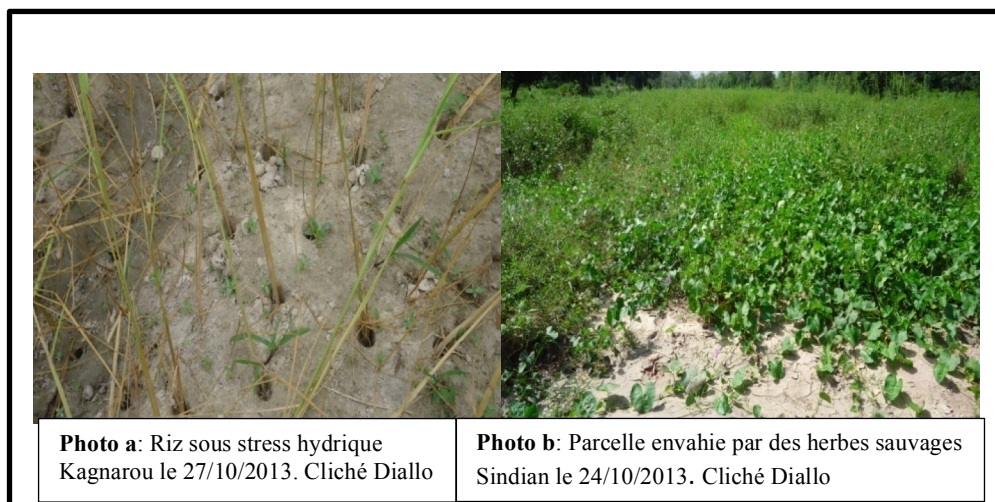 Photo a: Riz sous stress hydrique
Kagnarou le 27/10/2013. Cliché Diallo
Photo b: Parcelle envahie par des herbes sauvages
Sindian le 24/10/2013. Cliché Diallo